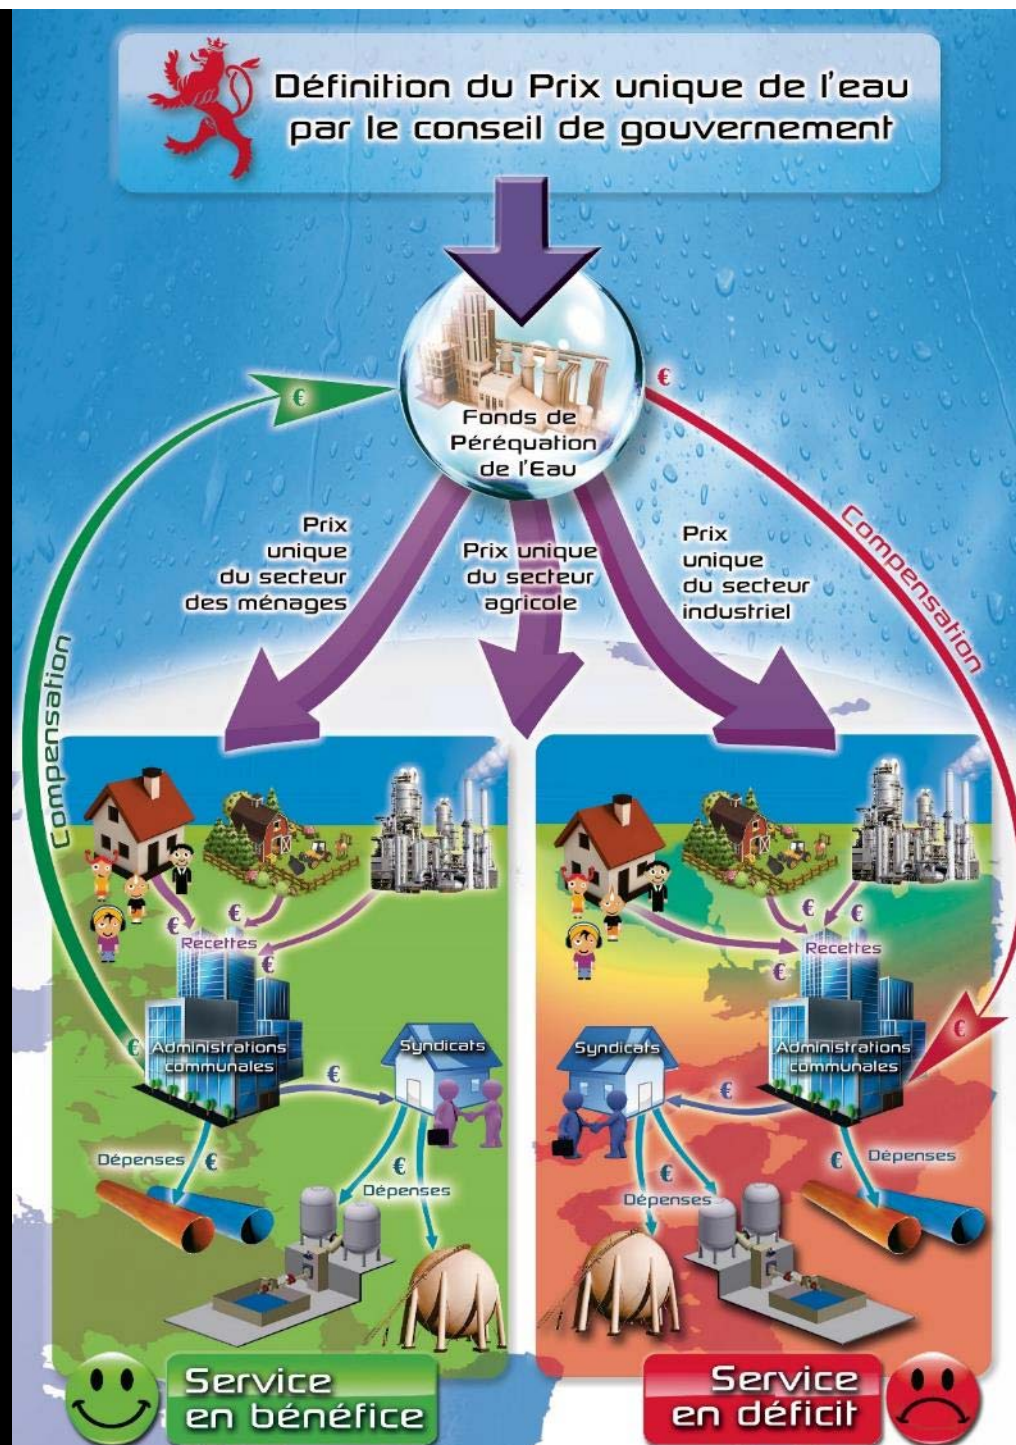 Définition du Prix unique de l'eau
par le conseil de gouvernement
€
€
Fonds de
Péréquation
de l'Eau
Compensation
Compensation
Prix
unique
du secteur
des ménages
Prix unique
du secteur
agricole
Prix
unique
du secteur
industriel
€
€
Recettes
€
€
Administrations
communales
€
Syndicats
Dépenses
€
€
Dépenses
Service
en bénéfice
€
€
Recettes
€
€
Syndicats
Administrations
communales
€
€
Dépenses
€
Dépenses
Service
en déficit